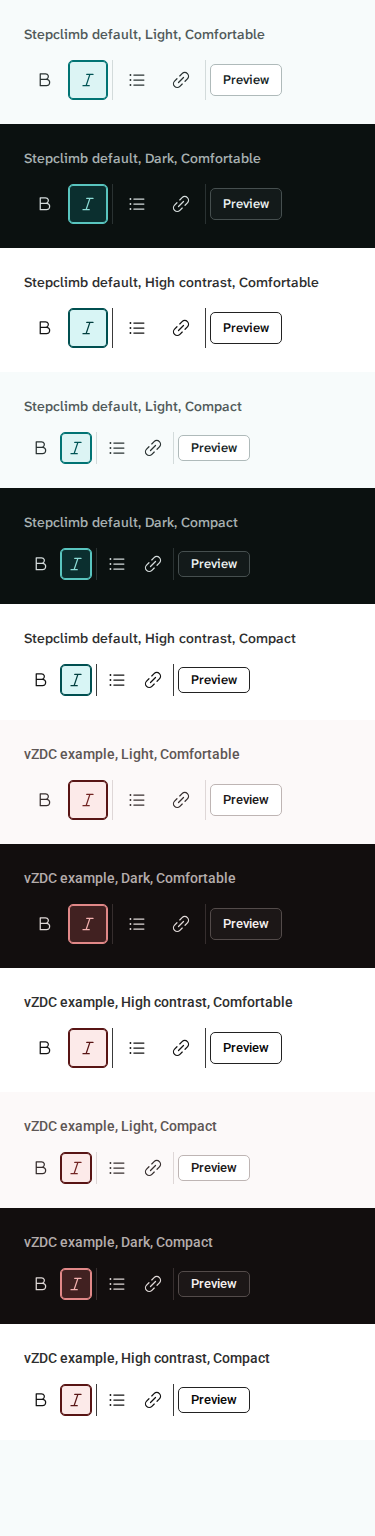 Stepclimb default, Light, Comfortable
B I Preview
Stepclimb default, Dark, Comfortable
B I Preview
Stepclimb default, High contrast, Comfortable
B I Preview
Stepclimb default, Light, Compact
B I Preview
Stepclimb default, Dark, Compact
B I Preview
Stepclimb default, High contrast, Compact
B I Preview
vZDC example, Light, Comfortable
B I Preview
vZDC example, Dark, Comfortable
B I Preview
vZDC example, High contrast, Comfortable
B I Preview
vZDC example, Light, Compact
B I Preview
vZDC example, Dark, Compact
B I Preview
vZDC example, High contrast, Compact
B I Preview